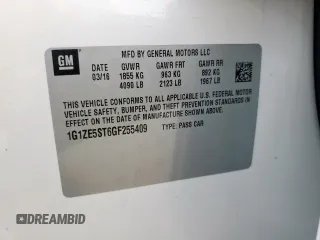 GM
MFD BY GENERAL MOTORS LLC
DATE GVWR GAWR FRT GAWR RR
03/16 1855 KG 963 KG 892 KG
4090 LB 2123 LB 1967 LB
THIS VEHICLE CONFORMS TO ALL APPLICABLE U.S. FEDERAL MOTOR
VEHICLE SAFETY, BUMPER, AND THEFT PREVENTION STANDARDS
IN EFFECT ON THE DATE OF MANUFACTURE SHOWN ABOVE.
1G1ZE5ST6GF255409 TYPE: PASS CAR
DREAMBID